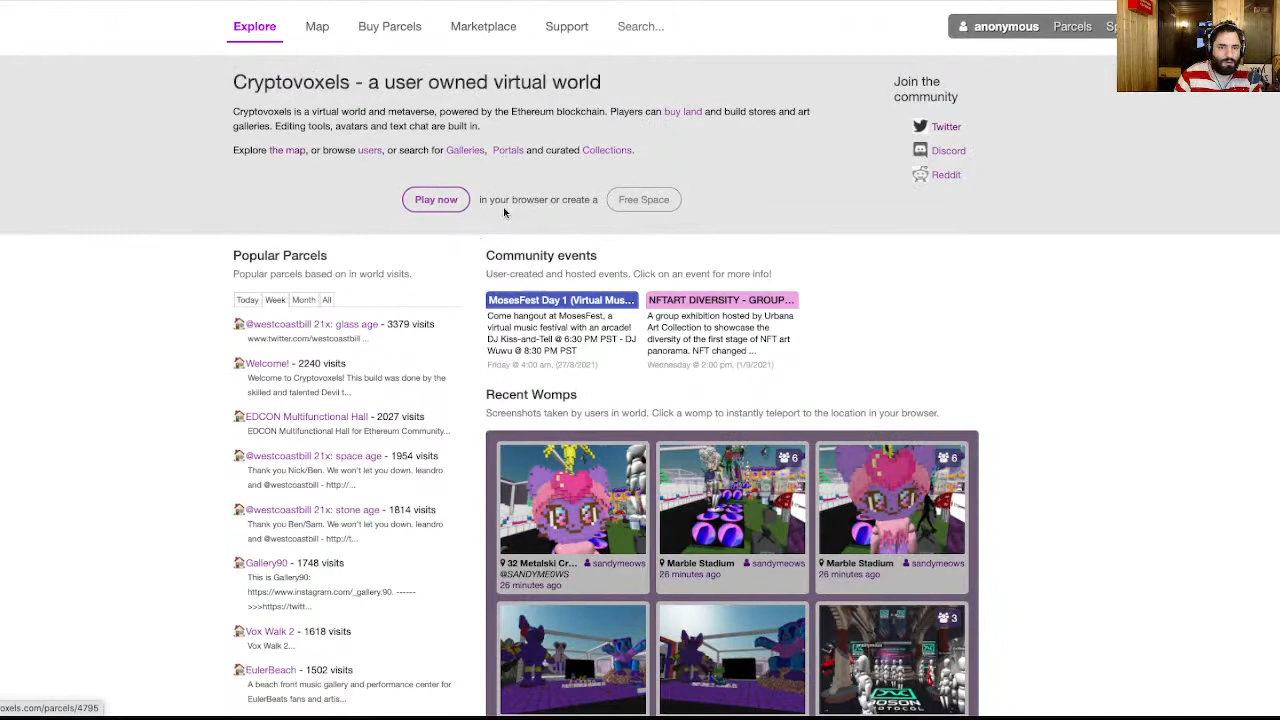 Explore Map Buy Parcels Marketplace Support Search... anonymous Parcels
Cryptovoxels - a user owned virtual world
Cryptovoxels is a virtual world and metaverse, powered by the Ethereum blockchain. Players can buy land and build stores and art
galleries. Editing tools, avatars and text chat are built in.
Explore the map, or browse users, or search for Galleries, Portals and curated Collections.
Play now in your browser or create a Free Space
Join the
community
Twitter
Discord
Reddit
Popular Parcels
Popular parcels based on in world visits.
Today Week Month All
@westcoastbill 21x: glass age - 3379 visits
www.twitter.com/westcoastbill ...
Welcome! - 2240 visits
Welcome to Cryptovoxels! This build was done by the
skilled and talented Devil t...
EDCON Multifunctional Hall - 2027 visits
EDCON Multifunctional Hall for Ethereum Community...
@westcoastbill 21x: space age - 1954 visits
Thank you Nick/Ben. We won't let you down. leandro
and @westcoastbill - http://...
@westcoastbill 21x: stone age - 1814 visits
Thank you Ben/Sam. We won't let you down. leandro
and @westcoastbill - http://t...
Gallery90 - 1748 visits
This is Gallery90:
https://www.instagram.com/_gallery.90. ------
>>>https://twitt...
Vox Walk 2 - 1618 visits
Vox Walk 2...
EulerBeach - 1502 visits
A beach front music gallery and performance center for
EulerBeats fans and artis...
Community events
User-created and hosted events. Click on an event for more info!
MosesFest Day 1 (Virtual Mus...
Come hangout at MosesFest, a
virtual music festival with an arcade!
DJ Kiss-and-Tell @ 6:30 PM PST - DJ
Wuwu @ 8:30 PM PST
Friday @ 4:00 am, (27/8/2021)
NFTART DIVERSITY - GROUP...
A group exhibition hosted by Urbana
Art Collection to showcase the
diversity of the first stage of NFT art
panorama. NFT changed ...
Wednesday @ 2:00 pm, (1/9/2021)
Recent Womps
Screenshots taken by users in world. Click a womp to instantly teleport to the location in your browser.
6
6
32 Metalski Cr... sandymeows
@SANDYME0WS
26 minutes ago
Marble Stadium sandymeows
26 minutes ago
Marble Stadium sandymeows
26 minutes ago
3
oxels.com/parcels/4795